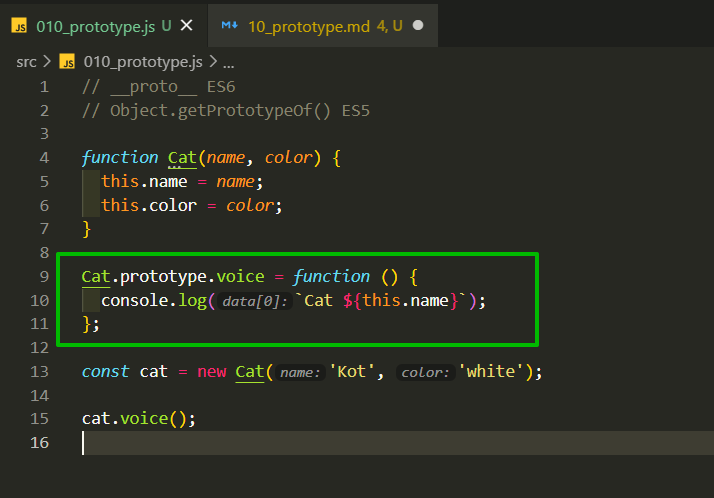 JS 010_prototype.js U ✕ M↓ 10_prototype.md 4, U ●
src > JS 010_prototype.js > ...
1 // __proto__ ES6
2 // Object.getPrototypeOf() ES5
3
4 function Cat(name, color) {
5 this.name = name;
6 this.color = color;
7 }
8
9 Cat.prototype.voice = function () {
10 console.log(data[0]:`Cat ${this.name}`);
11 };
12
13 const cat = new Cat(name:'Kot', color:'white');
14
15 cat.voice();
16